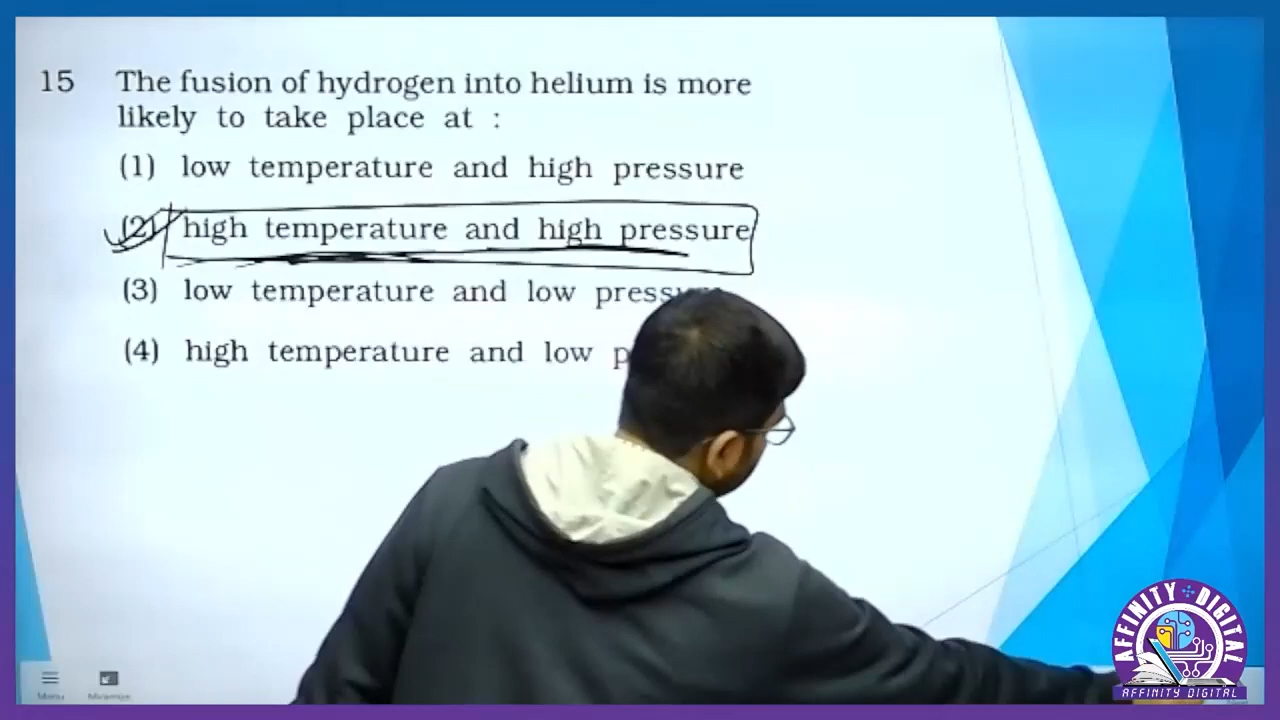 15 The fusion of hydrogen into helium is more
likely to take place at :
(1) low temperature and high pressure
(2) high temperature and high pressure
(3) low temperature and low
(4) high temperature and low
Menu
AFFINITY DIGITAL
AFFINITY DIGITAL